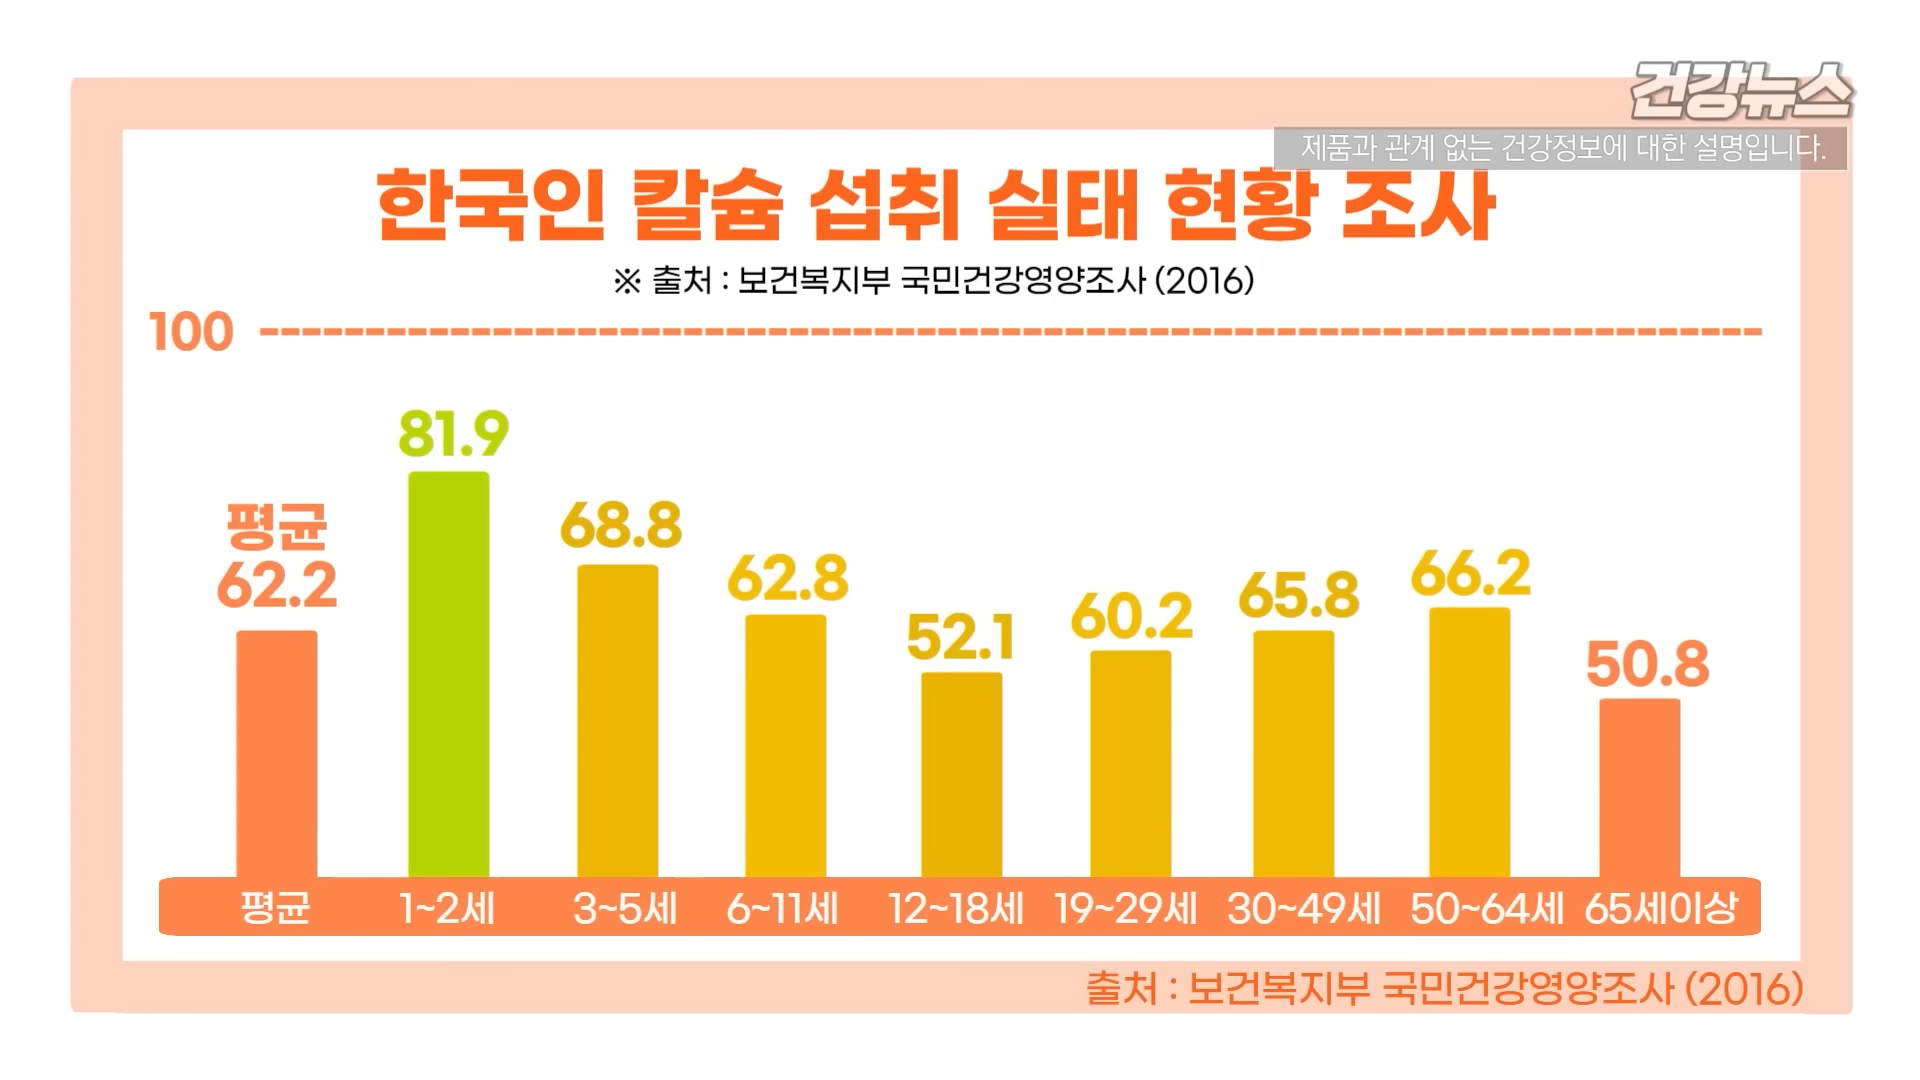 건강뉴스
제품과 관계 없는 건강정보에 대한 설명입니다.
한국인 칼슘 섭취 실태 현황 조사
※ 출처 : 보건복지부 국민건강영양조사 (2016)
100
평균
62.2
81.9
68.8
62.8
52.1
60.2
65.8
66.2
50.8
평균 1~2세 3~5세 6~11세 12~18세 19~29세 30~49세 50~64세 65세이상
출처 : 보건복지부 국민건강영양조사 (2016)